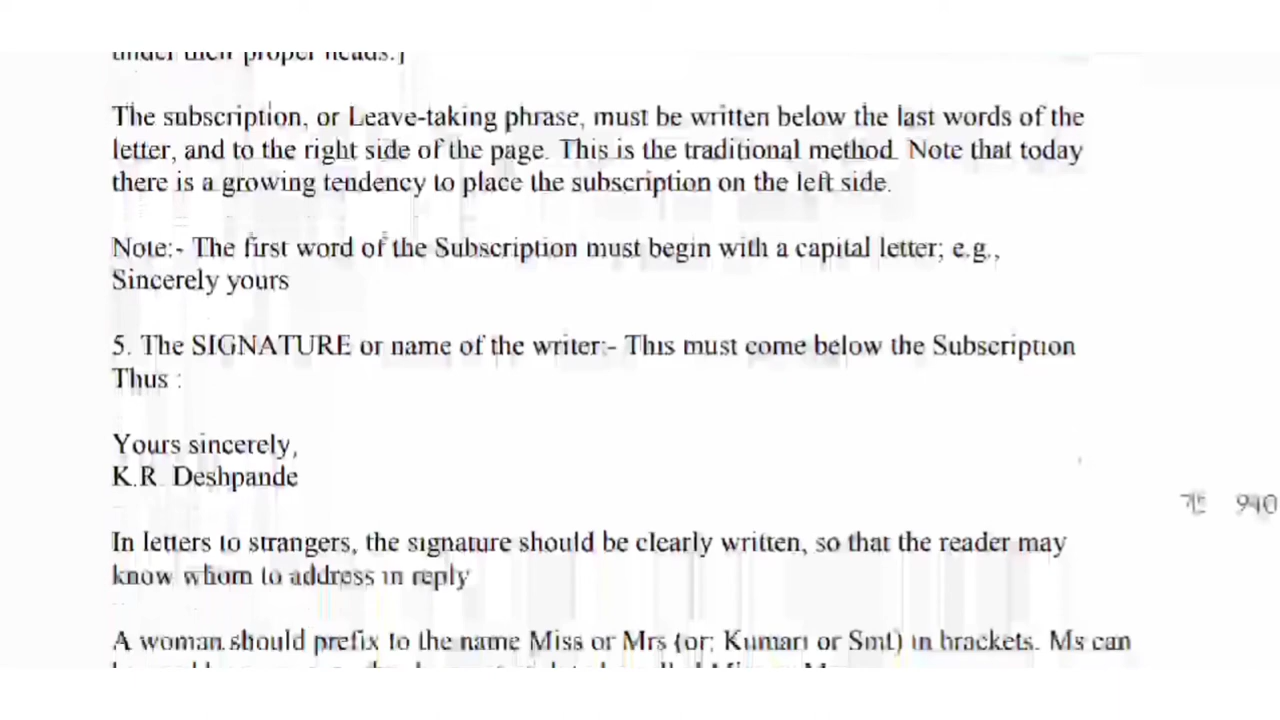 under their proper heads.]
The subscription, or Leave-taking phrase, must be written below the last words of the
letter, and to the right side of the page. This is the traditional method. Note that today
there is a growing tendency to place the subscription on the left side.
Note:- The first word of the Subscription must begin with a capital letter; e.g.,
Sincerely yours
5. The SIGNATURE or name of the writer:- This must come below the Subscription
Thus :
Yours sincerely,
K.R. Deshpande
940
In letters to strangers, the signature should be clearly written, so that the reader may
know whom to address in reply
A woman should prefix to the name Miss or Mrs (or; Kumari or Smt) in brackets. Ms can